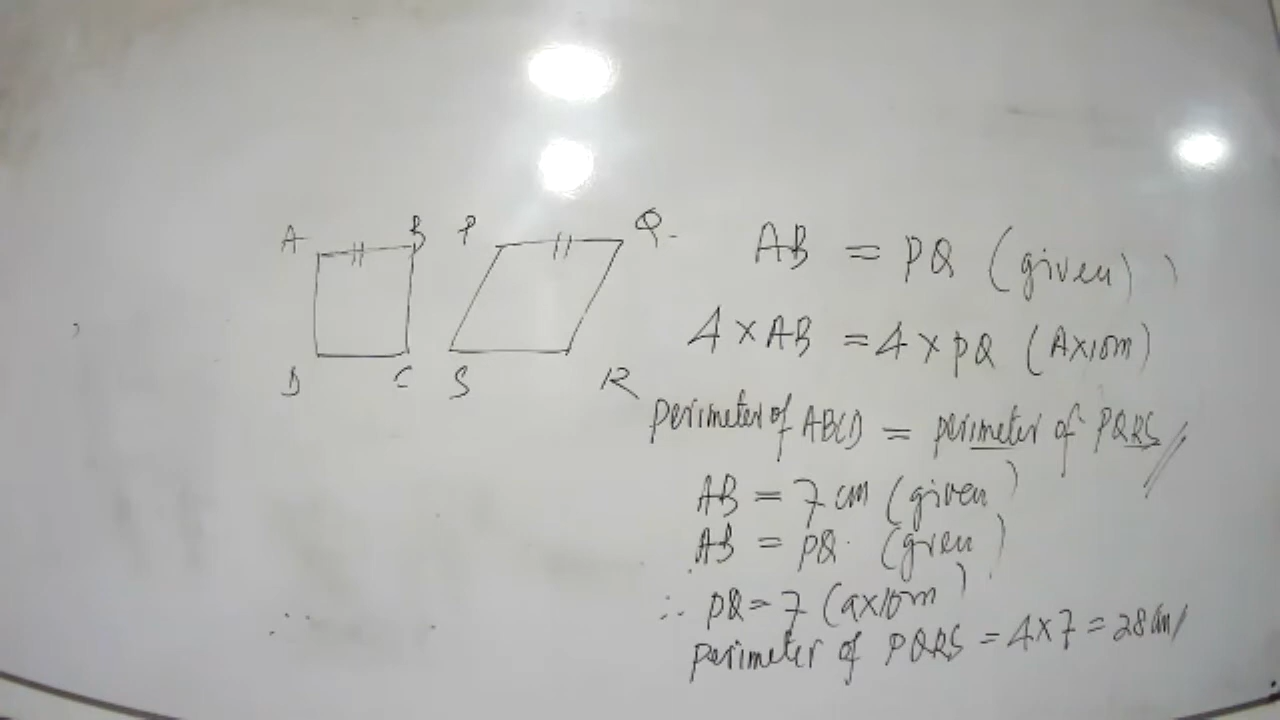 A B P Q
D C S R
AB = PQ (given)
4 × AB = 4 × PQ (Axiom)
perimeter of ABCD = perimeter of PQRS //
AB = 7 cm (given)
AB = PQ. (given)
∴ PQ = 7 (axiom)
perimeter of PQRS = 4 × 7 = 28 cm/